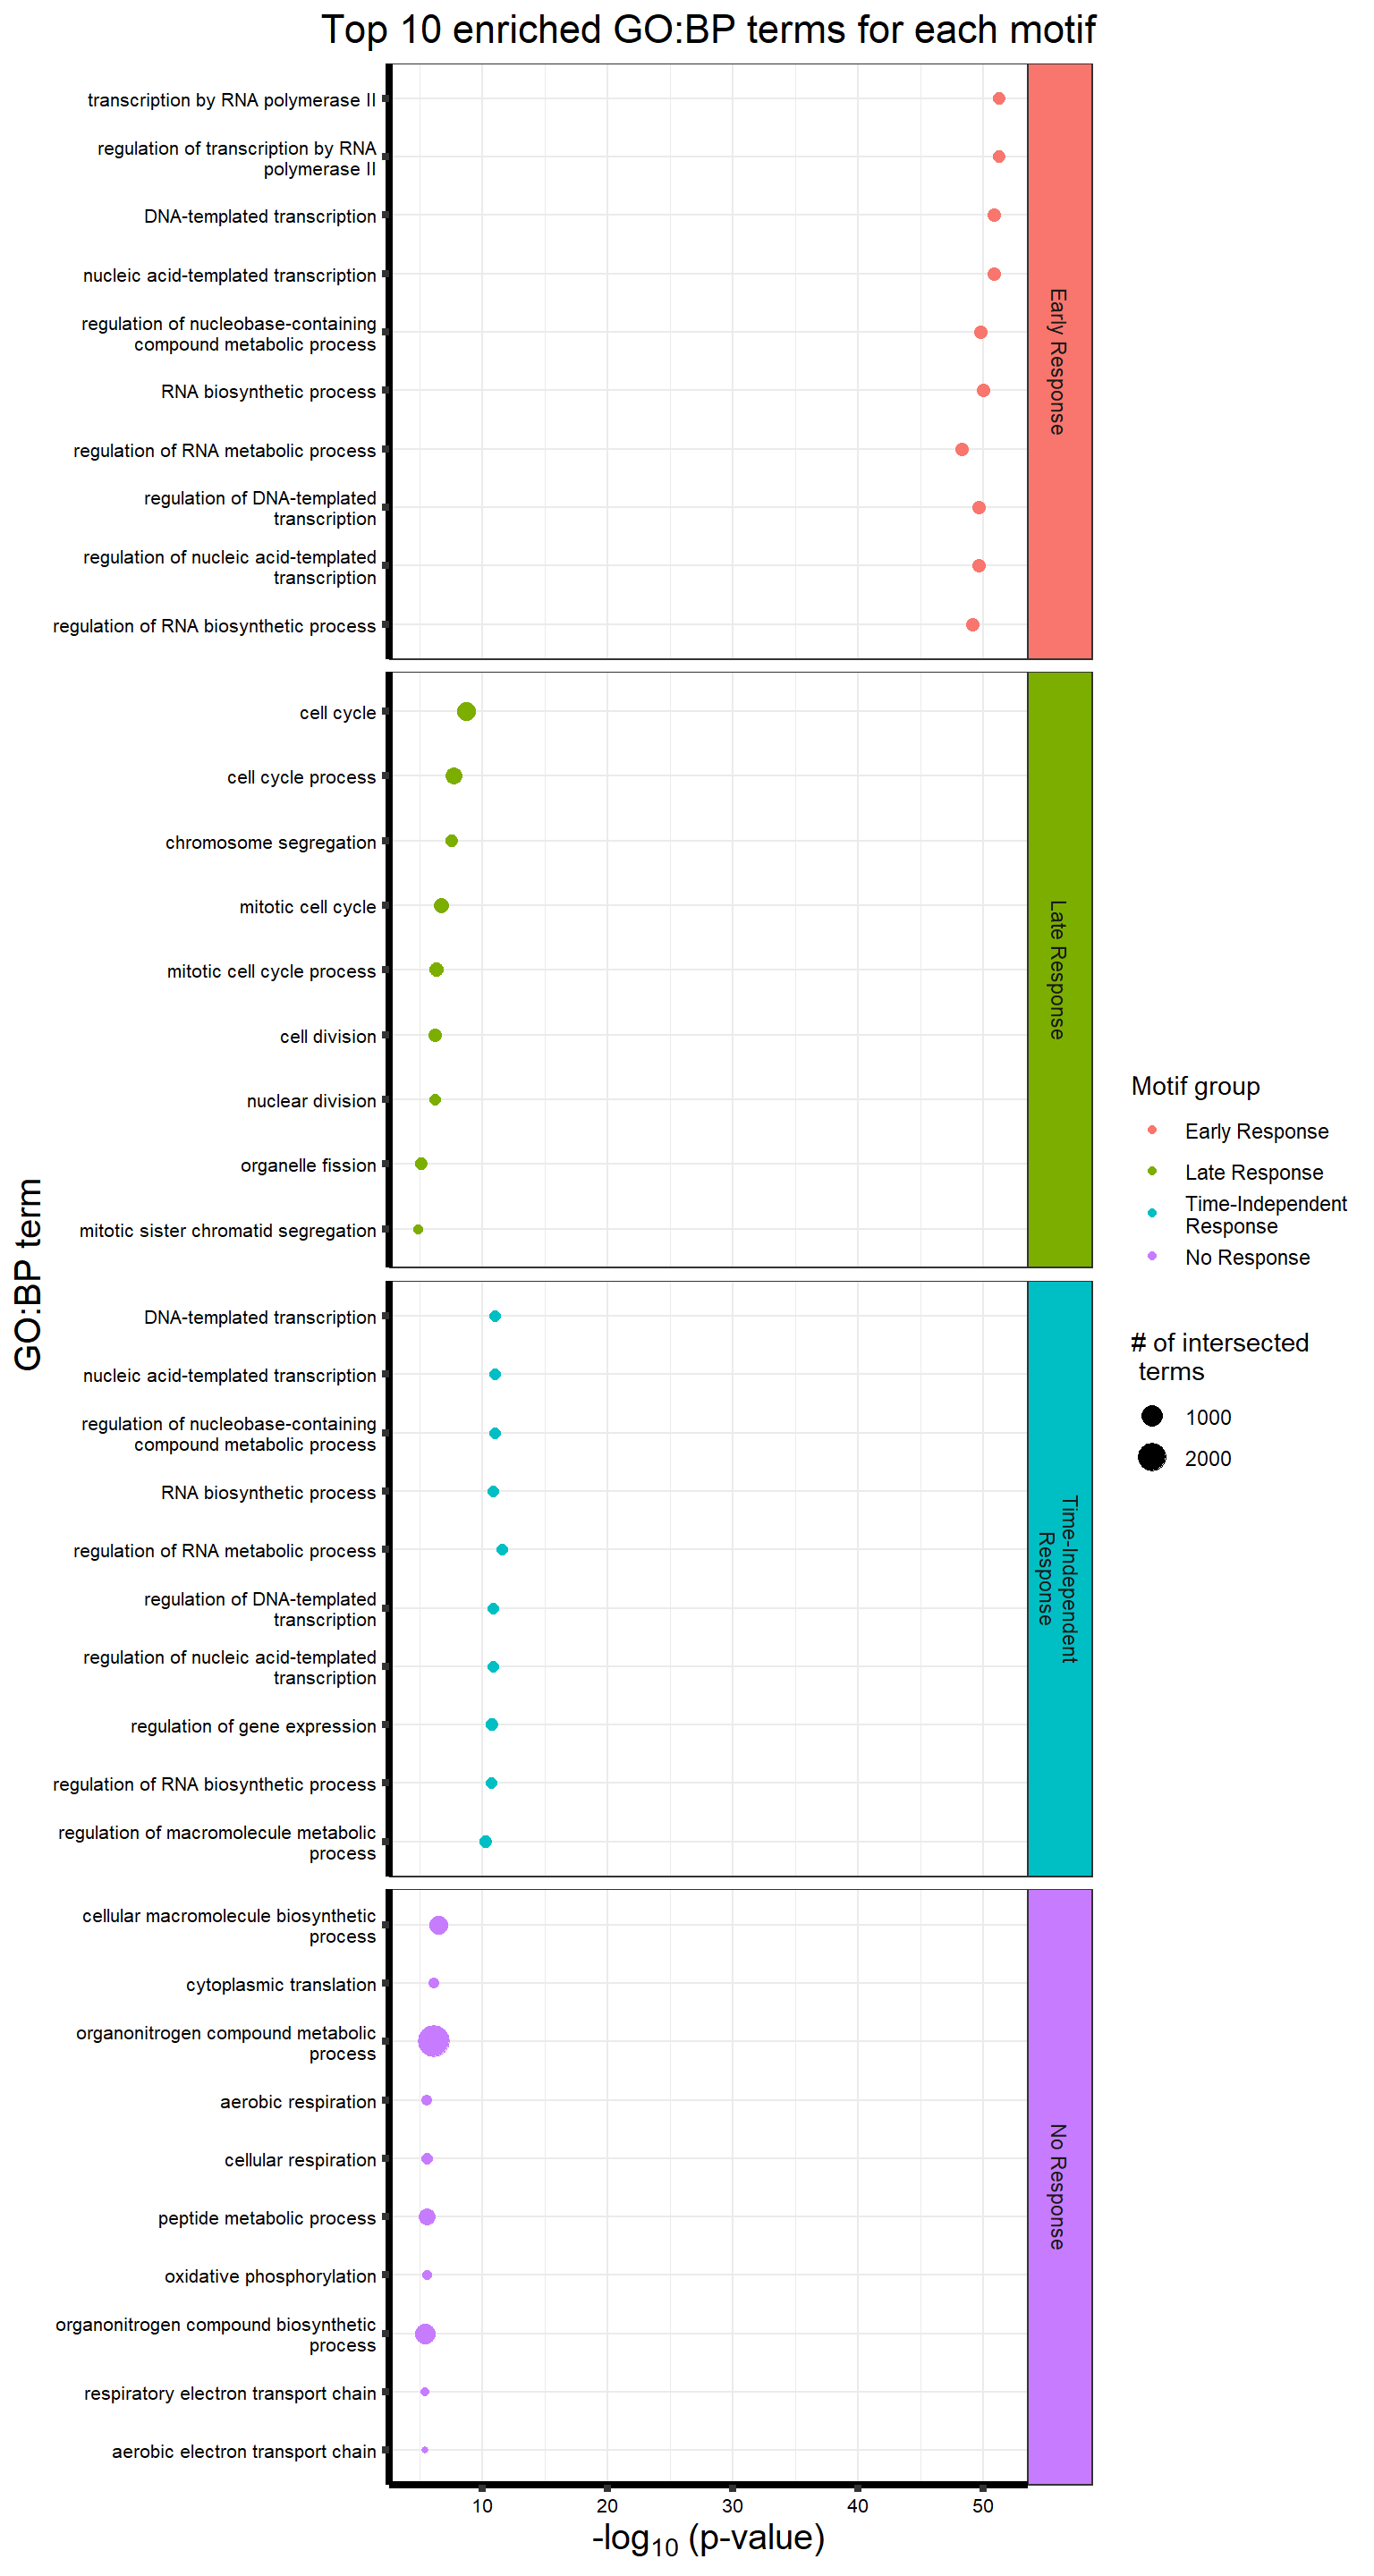 Top 10 enriched GO:BP terms for each motif
transcription by RNA polymerase II
regulation of transcription by RNA
polymerase II
DNA-templated transcription
nucleic acid-templated transcription
regulation of nucleobase-containing
compound metabolic process
RNA biosynthetic process
regulation of RNA metabolic process
regulation of DNA-templated
transcription
regulation of nucleic acid-templated
transcription
regulation of RNA biosynthetic process
Early Response
cell cycle
cell cycle process
chromosome segregation
mitotic cell cycle
mitotic cell cycle process
cell division
nuclear division
organelle fission
mitotic sister chromatid segregation
Late Response
DNA-templated transcription
nucleic acid-templated transcription
regulation of nucleobase-containing
compound metabolic process
RNA biosynthetic process
regulation of RNA metabolic process
regulation of DNA-templated
transcription
regulation of nucleic acid-templated
transcription
regulation of gene expression
regulation of RNA biosynthetic process
regulation of macromolecule metabolic
process
Time-Independent
Response
cellular macromolecule biosynthetic
process
cytoplasmic translation
organonitrogen compound metabolic
process
aerobic respiration
cellular respiration
peptide metabolic process
oxidative phosphorylation
organonitrogen compound biosynthetic
process
respiratory electron transport chain
aerobic electron transport chain
No Response
GO:BP term
10
20
30
40
50
-log10 (p-value)
Motif group
Early Response
Late Response
Time-Independent
Response
No Response
# of intersected
terms
1000
2000